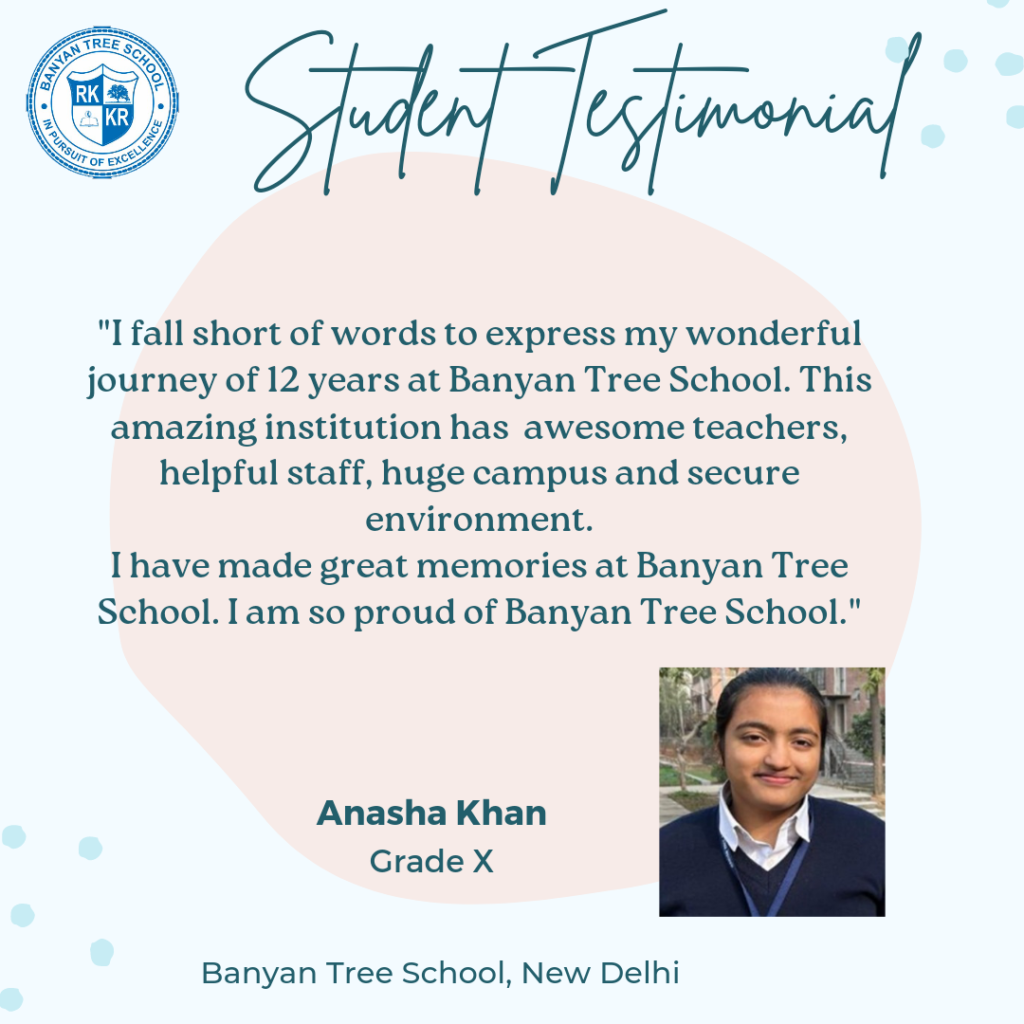 BANYAN TREE SCHOOL
RK
KR
IN PURSUIT OF EXCELLENCE
Student Testimonial
"I fall short of words to express my wonderful
journey of 12 years at Banyan Tree School. This
amazing institution has  awesome teachers,
helpful staff, huge campus and secure
environment.
I have made great memories at Banyan Tree
School. I am so proud of Banyan Tree School."
Anasha Khan
Grade X
Banyan Tree School, New Delhi